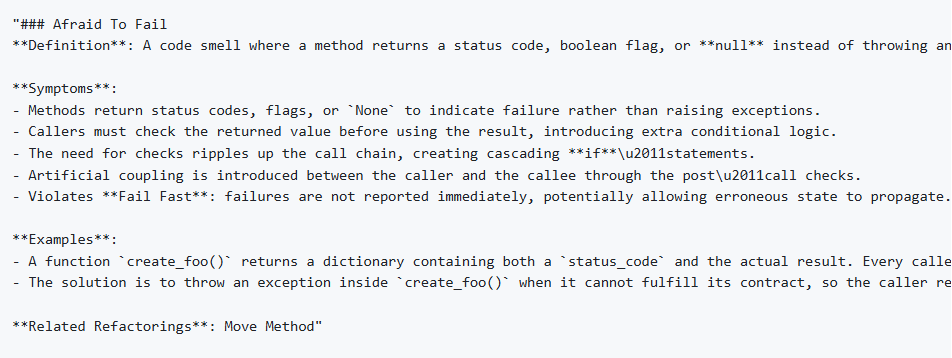 "### Afraid To Fail
**Definition**: A code smell where a method returns a status code, boolean flag, or **null** instead of throwing an
**Symptoms**:
- Methods return status codes, flags, or `None` to indicate failure rather than raising exceptions.
- Callers must check the returned value before using the result, introducing extra conditional logic.
- The need for checks ripples up the call chain, creating cascading **if**\u2011statements.
- Artificial coupling is introduced between the caller and the callee through the post\u2011call checks.
- Violates **Fail Fast**: failures are not reported immediately, potentially allowing erroneous state to propagate.
**Examples**:
- A function `create_foo()` returns a dictionary containing both a `status_code` and the actual result. Every calle
- The solution is to throw an exception inside `create_foo()` when it cannot fulfill its contract, so the caller re
**Related Refactorings**: Move Method"